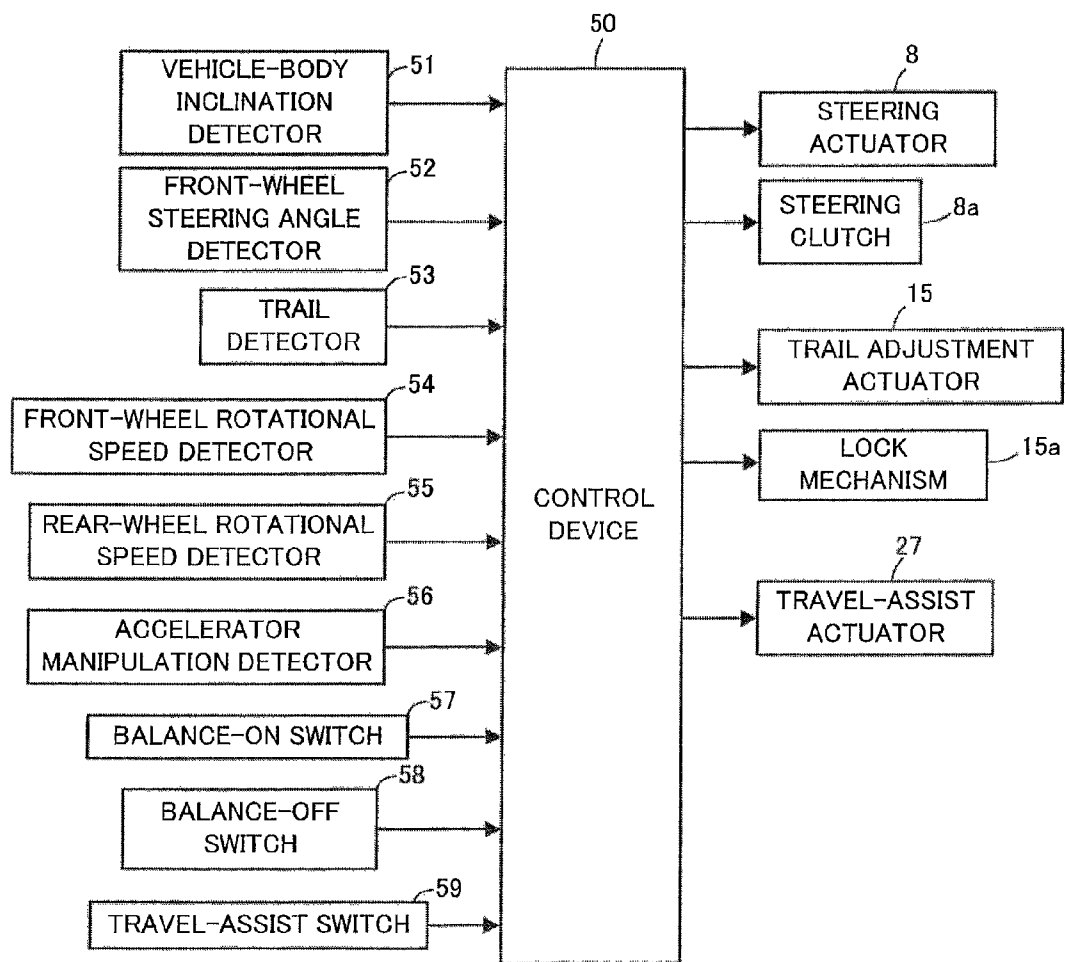 50
VEHICLE-BODY
INCLINATION
DETECTOR
51
FRONT-WHEEL
STEERING ANGLE
DETECTOR
52
TRAIL
DETECTOR
53
FRONT-WHEEL ROTATIONAL
SPEED DETECTOR
54
REAR-WHEEL ROTATIONAL
SPEED DETECTOR
55
ACCELERATOR
MANIPULATION DETECTOR
56
BALANCE-ON SWITCH
57
BALANCE-OFF
SWITCH
58
TRAVEL-ASSIST SWITCH
59
CONTROL
DEVICE
8
STEERING
ACTUATOR
STEERING
CLUTCH
8a
15
TRAIL ADJUSTMENT
ACTUATOR
LOCK
MECHANISM
15a
27
TRAVEL-ASSIST
ACTUATOR